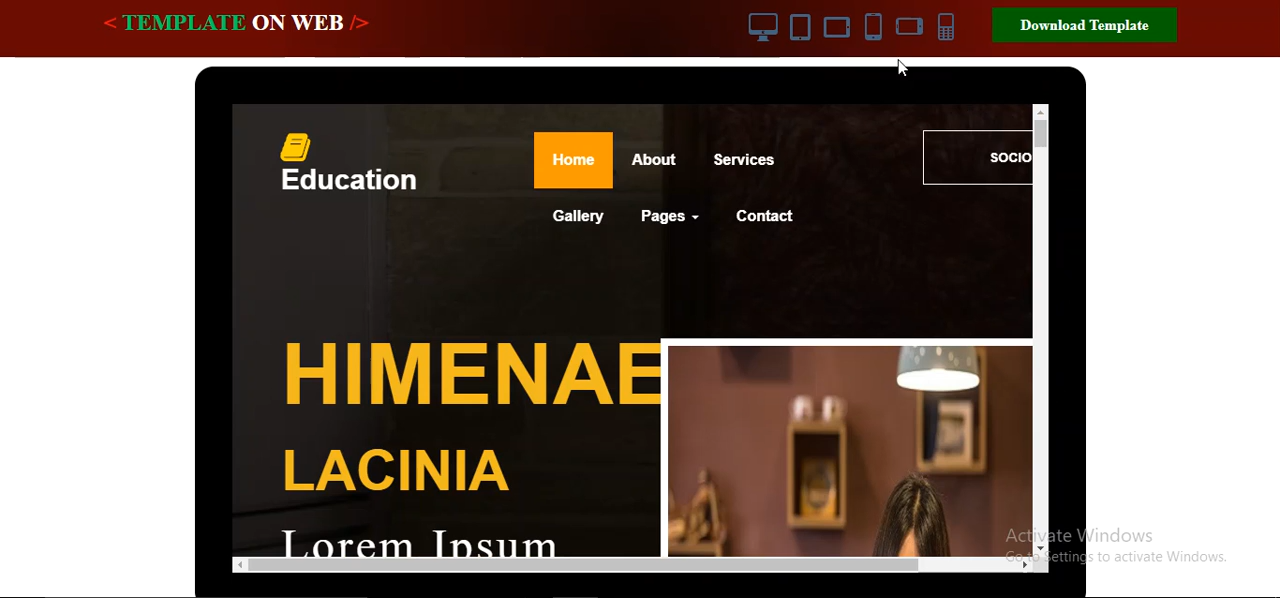 < TEMPLATE ON WEB />
Download Template
Education
Home About Services
Gallery Pages Contact
SOCIO
HIMENAE
LACINIA
Lorem Ipsum
Activate Windows
Go to Settings to activate Windows.